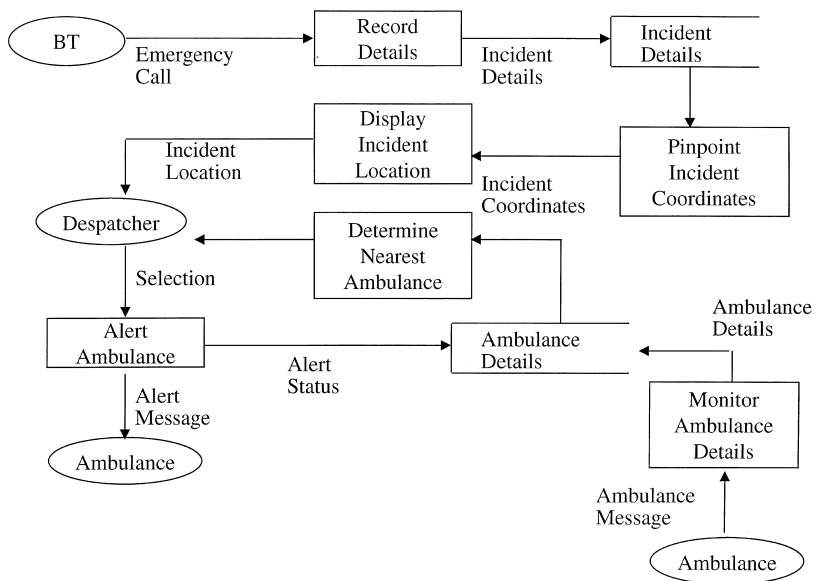 BT
Emergency
Call
Record
Details
Incident
Details
Incident
Details
Pinpoint
Incident
Coordinates
Incident
Coordinates
Display
Incident
Location
Incident
Location
Despatcher
Determine
Nearest
Ambulance
Selection
Alert
Ambulance
Alert
Status
Ambulance
Details
Ambulance
Details
Monitor
Ambulance
Details
Alert
Message
Ambulance
Ambulance
Message
Ambulance